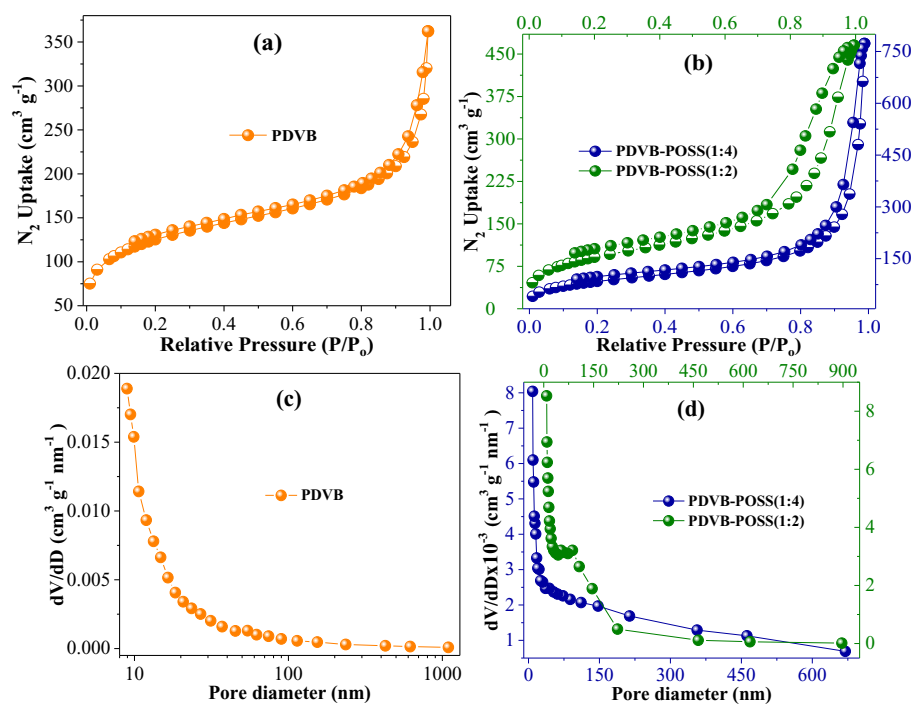 (a)
N2 Uptake (cm3 g-1)
350
300
250
200
150
100
50
PDVB
0.0 0.2 0.4 0.6 0.8 1.0
Relative Pressure (P/Po)
0.0 0.2 0.4 0.6 0.8 1.0
(b)
N2 Uptake (cm3 g-1)
450
375
300
225
150
75
0
750
600
450
300
150
PDVB-POSS(1:4)
PDVB-POSS(1:2)
0.0 0.2 0.4 0.6 0.8 1.0
Relative Pressure (P/Po)
(c)
dV/dD (cm3 g-1 nm-1)
0.020
0.015
0.010
0.005
0.000
PDVB
10 100 1000
Pore diameter (nm)
0 150 300 450 600 750 900
(d)
dV/dDx10-3 (cm3 g-1 nm-1)
8
7
6
5
4
3
2
1
8
6
4
2
0
PDVB-POSS(1:4)
PDVB-POSS(1:2)
0 150 300 450 600
Pore diameter (nm)